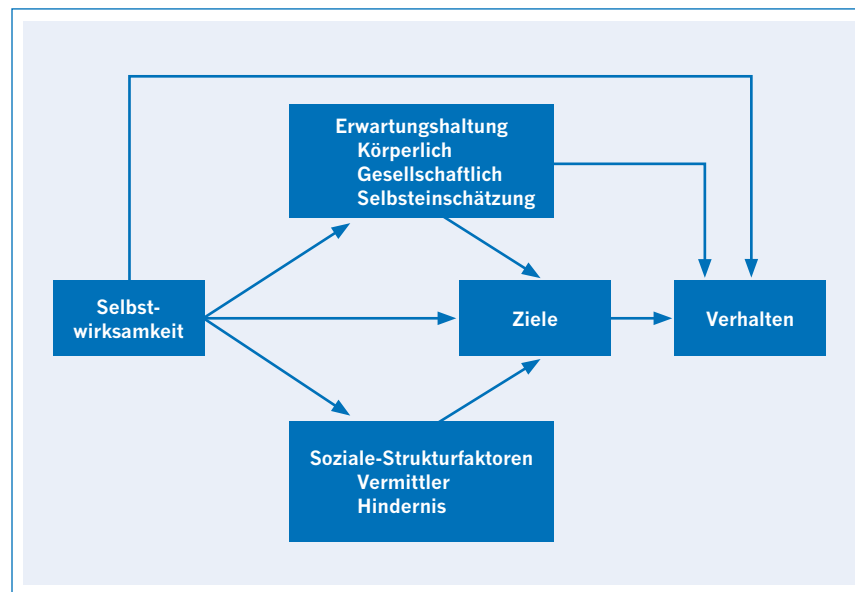 Erwartungshaltung
Körperlich
Gesellschaftlich
Selbsteinschätzung
Selbst-
wirksamkeit
Ziele
Verhalten
Soziale-Strukturfaktoren
Vermittler
Hindernis